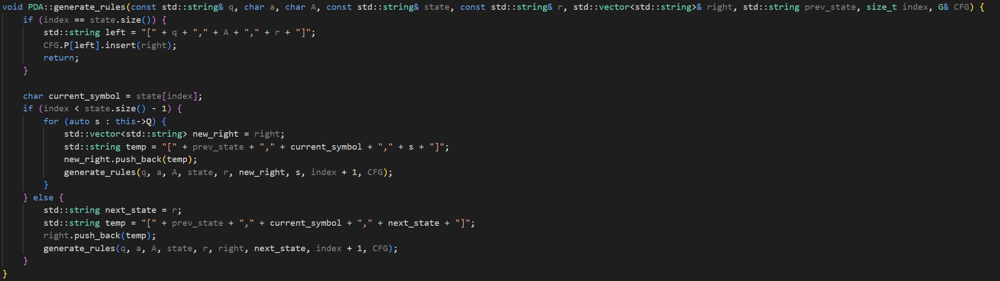 void PDA::generate_rules(const std::string& q, char a, char A, const std::string& state, const std::string& r, std::vector<std::string>& right, std::string prev_state, size_t index, G& CFG) {
    if (index == state.size()) {
        std::string left = "[" + q + "," + A + "," + r + "]";
        CFG.P[left].insert(right);
        return;
    }

    char current_symbol = state[index];
    if (index < state.size() - 1) {
        for (auto s : this->Q) {
            std::vector<std::string> new_right = right;
            std::string temp = "[" + prev_state + "," + current_symbol + "," + s + "]";
            new_right.push_back(temp);
            generate_rules(q, a, A, state, r, new_right, s, index + 1, CFG);
        }
    } else {
        std::string next_state = r;
        std::string temp = "[" + prev_state + "," + current_symbol + "," + next_state + "]";
        right.push_back(temp);
        generate_rules(q, a, A, state, r, right, next_state, index + 1, CFG);
    }
}